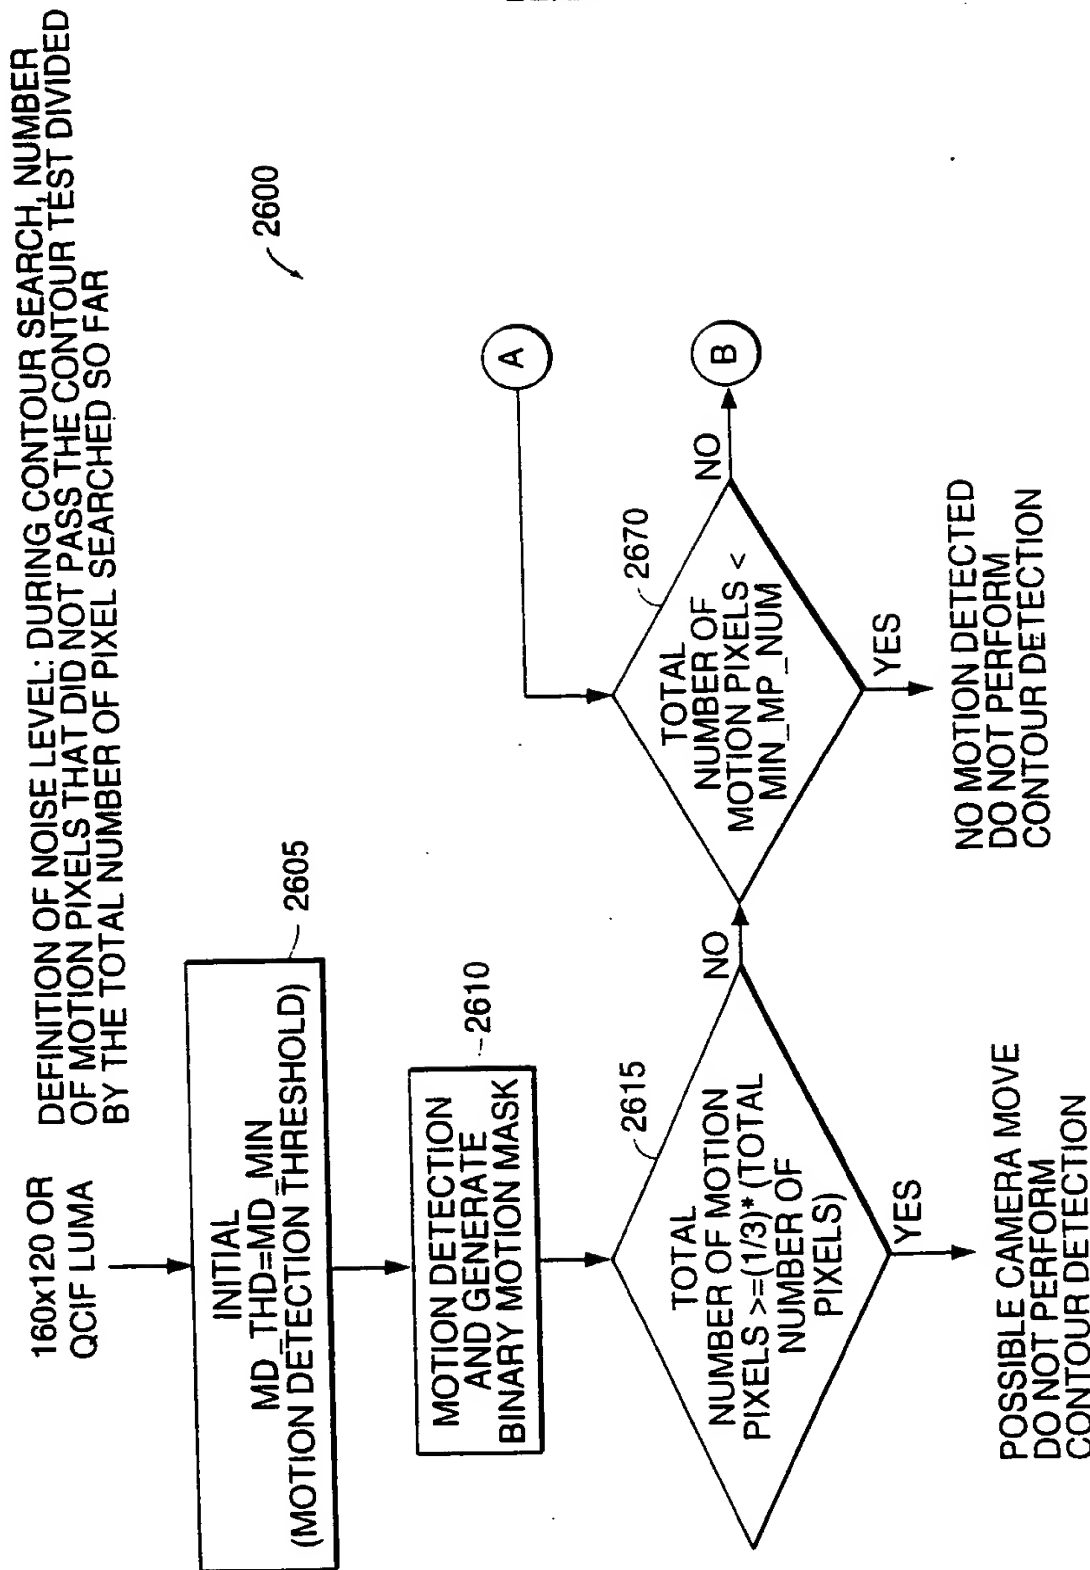 DEFINITION OF NOISE LEVEL: DURING CONTOUR SEARCH, NUMBER
OF MOTION PIXELS THAT DID NOT PASS THE CONTOUR TEST DIVIDED
BY THE TOTAL NUMBER OF PIXEL SEARCHED SO FAR
160x120 OR
QCIF LUMA
2600
INITIAL
MD_THD=MD_MIN
(MOTION DETECTION THRESHOLD)
2605
MOTION DETECTION
AND GENERATE
BINARY MOTION MASK
2610
TOTAL
NUMBER OF MOTION
PIXELS >=(1/3)* (TOTAL
NUMBER OF
PIXELS)
2615
NO
YES
POSSIBLE CAMERA MOVE
DO NOT PERFORM
CONTOUR DETECTION
A
TOTAL
NUMBER OF
MOTION PIXELS <
MIN_MP_NUM
2670
NO
B
YES
NO MOTION DETECTED
DO NOT PERFORM
CONTOUR DETECTION